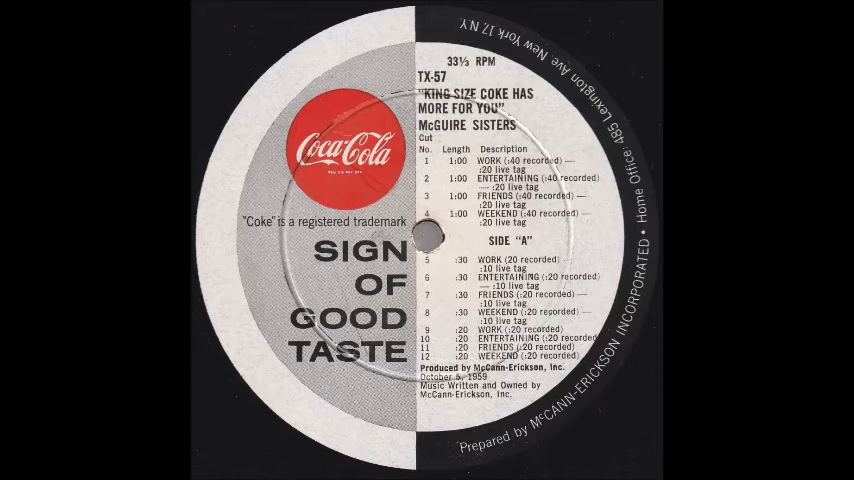 Coca-Cola
"Coke" is a registered trademark
SIGN
OF
GOOD
TASTE
33⅓ RPM
TX-57
"KING SIZE COKE HAS
MORE FOR YOU"
McGUIRE SISTERS
Cut
No. Length Description
1 1:00 WORK (:40 recorded) —
:20 live tag
2 1:00 ENTERTAINING (:40 recorded)
— :20 live tag
3 1:00 FRIENDS (:40 recorded) —
:20 live tag
4 1:00 WEEKEND (:40 recorded) —
:20 live tag
SIDE "A"
5 :30 WORK (20 recorded) —
:10 live tag
6 :30 ENTERTAINING (:20 recorded)
— :10 live tag
7 :30 FRIENDS (:20 recorded) —
:10 live tag
8 :30 WEEKEND (:20 recorded) —
:10 live tag
9 :20 WORK (:20 recorded)
10 :20 ENTERTAINING (:20 recorded)
11 :20 FRIENDS (:20 recorded)
12 :20 WEEKEND (:20 recorded)
Produced by McCann-Erickson, Inc.
October 5, 1959
Music Written and Owned by
McCann-Erickson, Inc.
Prepared by McCANN-ERICKSON INCORPORATED • Home Office: 485 Lexington Ave New York 17, N.Y.